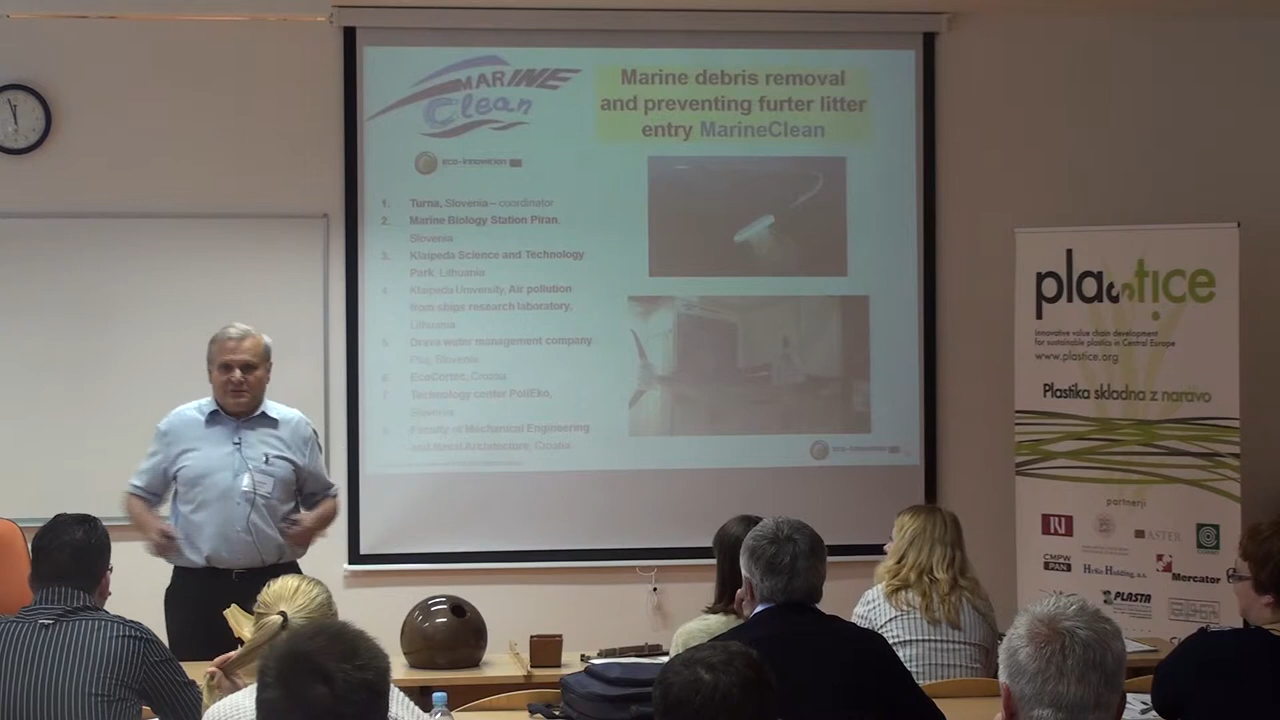 MARINE
Clean
Marine debris removal
and preventing furter litter
entry MarineClean
eco-innovation
1. Turna, Slovenia – coordinator
2. Marine Biology Station Piran,
Slovenia
3. Klaipeda Science and Technology
Park, Lithuania
4. Klaipeda University, Air pollution
from ships research laboratory,
Lithuania
5. Drava water management company
Ptuj, Slovenia
6. EcoCortec, Croatia
7. Technology center PoliEko,
Slovenia
8. Faculty of Mechanical Engineering
and Naval Architecture, Croatia
eco-innovation
plastice
Innovative value chain development
for sustainable plastics in Central Europe
www.plastice.org
Plastika skladna z naravo
partnerji
ASTER
CMPW
PAN
Mercator
PLASTA